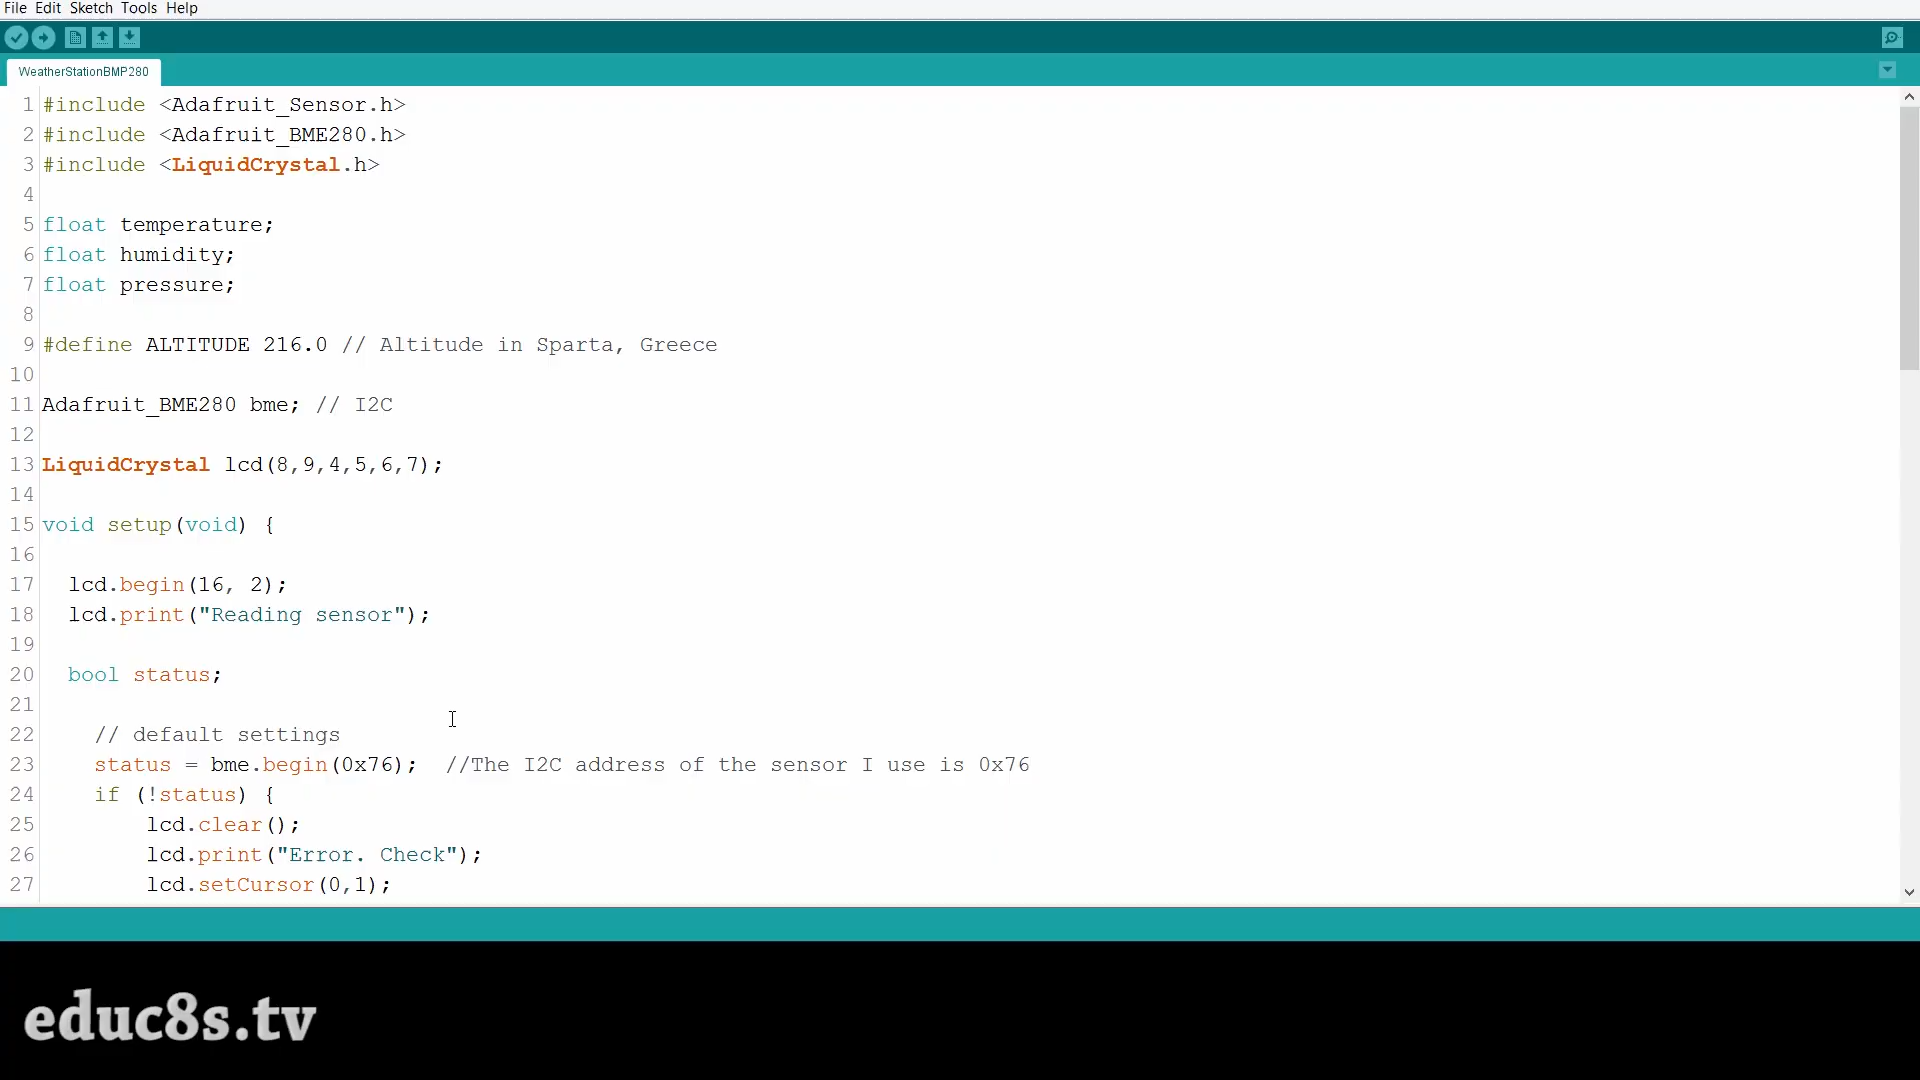 File Edit Sketch Tools Help
WeatherStationBMP280
1 #include <Adafruit_Sensor.h>
2 #include <Adafruit_BME280.h>
3 #include <LiquidCrystal.h>
4
5 float temperature;
6 float humidity;
7 float pressure;
8
9 #define ALTITUDE 216.0 // Altitude in Sparta, Greece
10
11 Adafruit_BME280 bme; // I2C
12
13 LiquidCrystal lcd(8,9,4,5,6,7);
14
15 void setup(void) {
16
17   lcd.begin(16, 2);
18   lcd.print("Reading sensor");
19
20   bool status;
21
22     // default settings
23     status = bme.begin(0x76);  //The I2C address of the sensor I use is 0x76
24     if (!status) {
25         lcd.clear();
26         lcd.print("Error. Check");
27         lcd.setCursor(0,1);
educ8s.tv